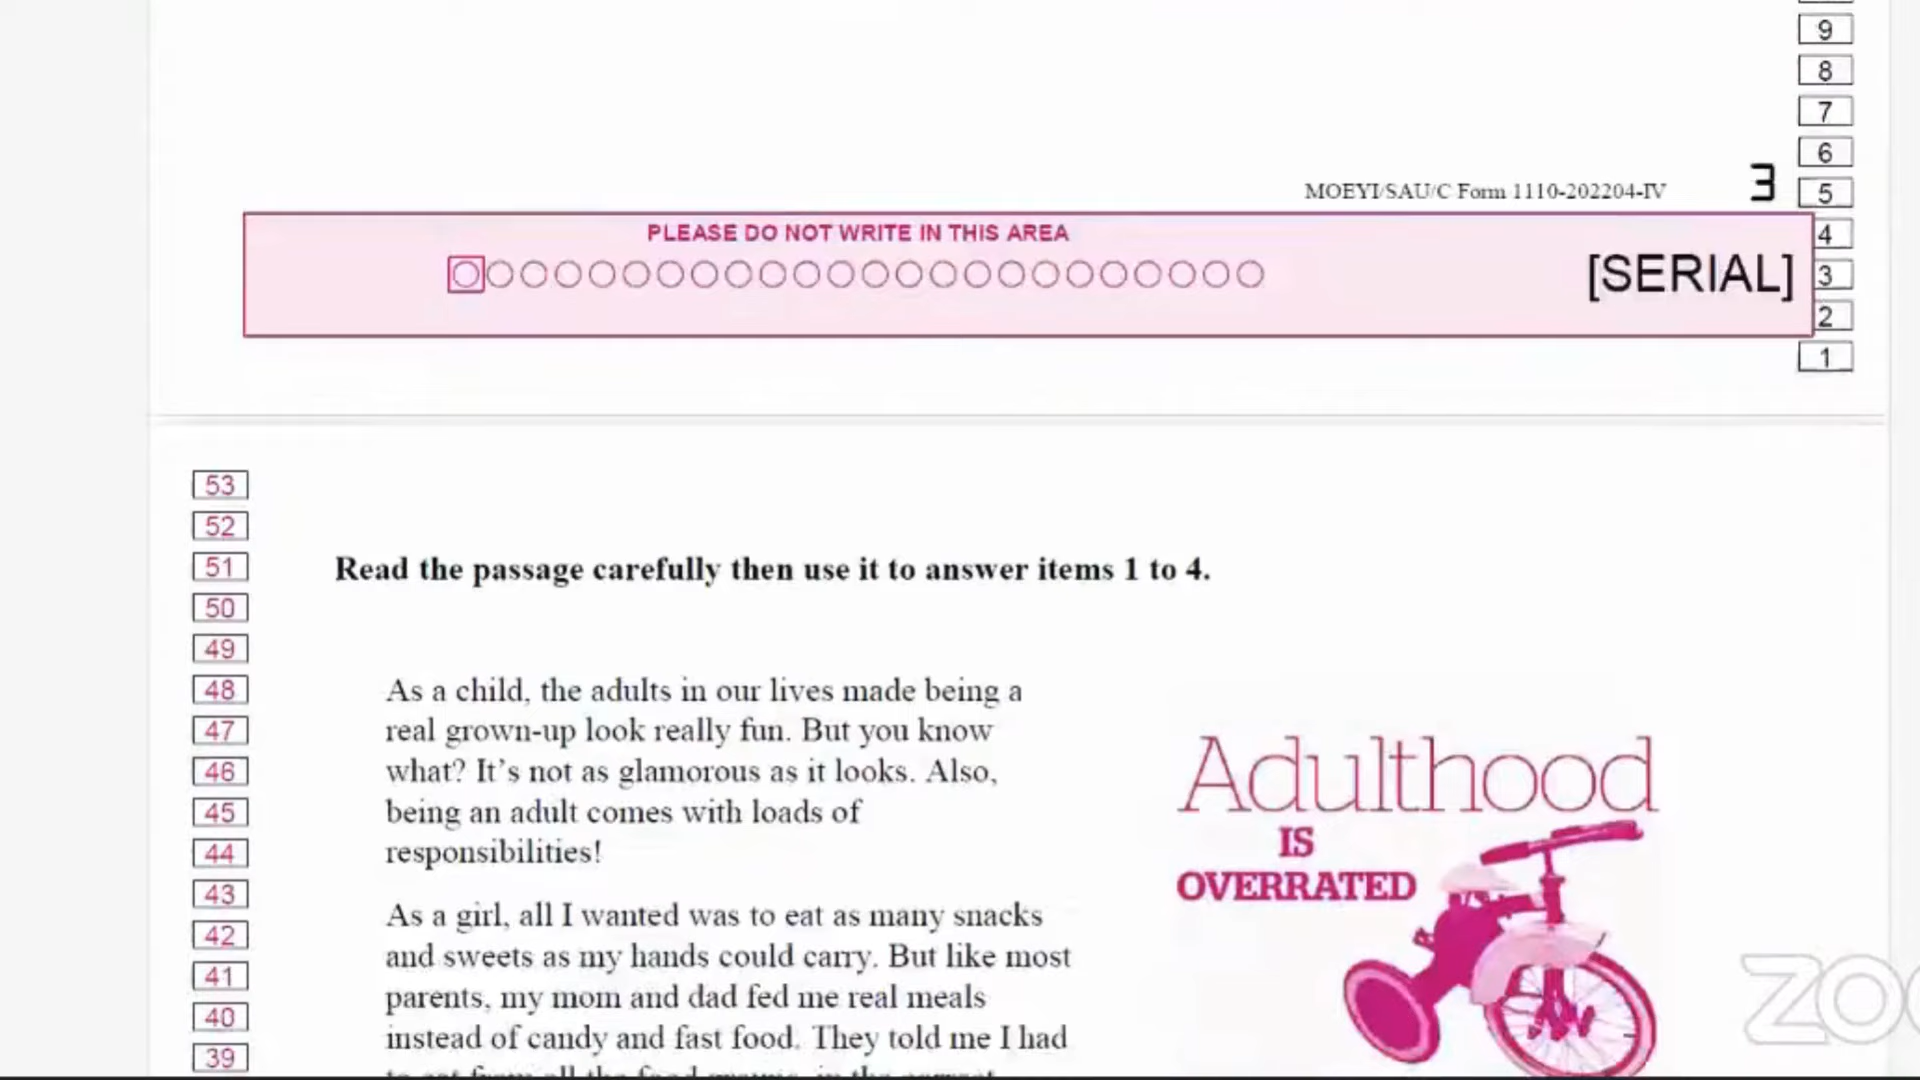 9
8
7
6
MOEYI/SAU/C Form 1110-202204-IV 3 5
PLEASE DO NOT WRITE IN THIS AREA 4
[SERIAL] 3
2
1
53
52
51 Read the passage carefully then use it to answer items 1 to 4.
50
49
48 As a child, the adults in our lives made being a
47 real grown-up look really fun. But you know
46 what? It's not as glamorous as it looks. Also,
45 being an adult comes with loads of
44 responsibilities!
Adulthood
IS
OVERRATED
43 As a girl, all I wanted was to eat as many snacks
42
and sweets as my hands could carry. But like most
41 parents, my mom and dad fed me real meals
40 instead of candy and fast food. They told me I had
39
ZO